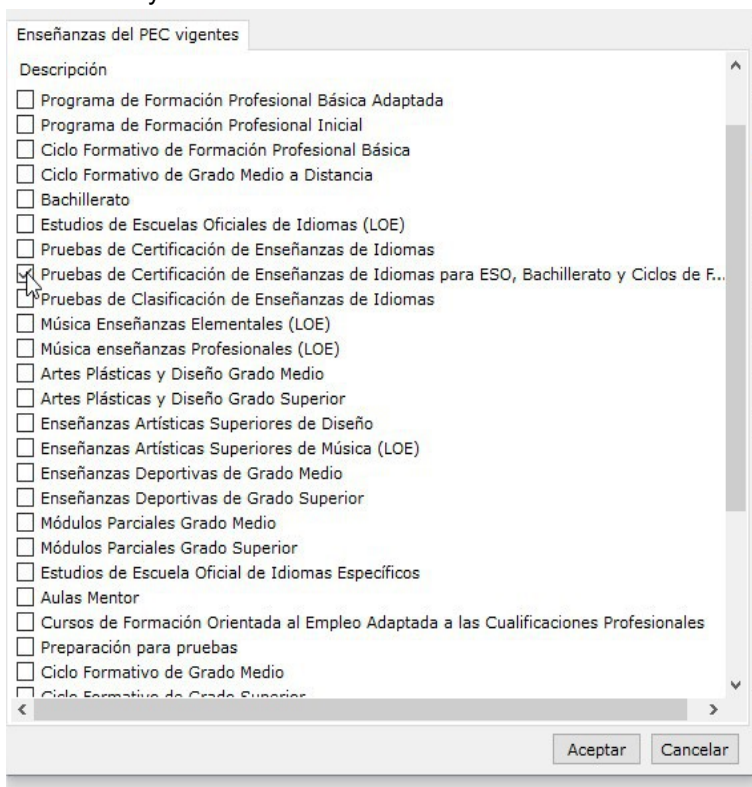 Enseñanzas del PEC vigentes
Descripción
Programa de Formación Profesional Básica Adaptada
Programa de Formación Profesional Inicial
Ciclo Formativo de Formación Profesional Básica
Ciclo Formativo de Grado Medio a Distancia
Bachillerato
Estudios de Escuelas Oficiales de Idiomas (LOE)
Pruebas de Certificación de Enseñanzas de Idiomas
Pruebas de Certificación de Enseñanzas de Idiomas para ESO, Bachillerato y Ciclos de F...
Pruebas de Clasificación de Enseñanzas de Idiomas
Música Enseñanzas Elementales (LOE)
Música enseñanzas Profesionales (LOE)
Artes Plásticas y Diseño Grado Medio
Artes Plásticas y Diseño Grado Superior
Enseñanzas Artísticas Superiores de Diseño
Enseñanzas Artísticas Superiores de Música (LOE)
Enseñanzas Deportivas de Grado Medio
Enseñanzas Deportivas de Grado Superior
Módulos Parciales Grado Medio
Módulos Parciales Grado Superior
Estudios de Escuela Oficial de Idiomas Específicos
Aulas Mentor
Cursos de Formación Orientada al Empleo Adaptada a las Cualificaciones Profesionales
Preparación para pruebas
Ciclo Formativo de Grado Medio
Ciclo Formativo de Grado Superior
Aceptar Cancelar